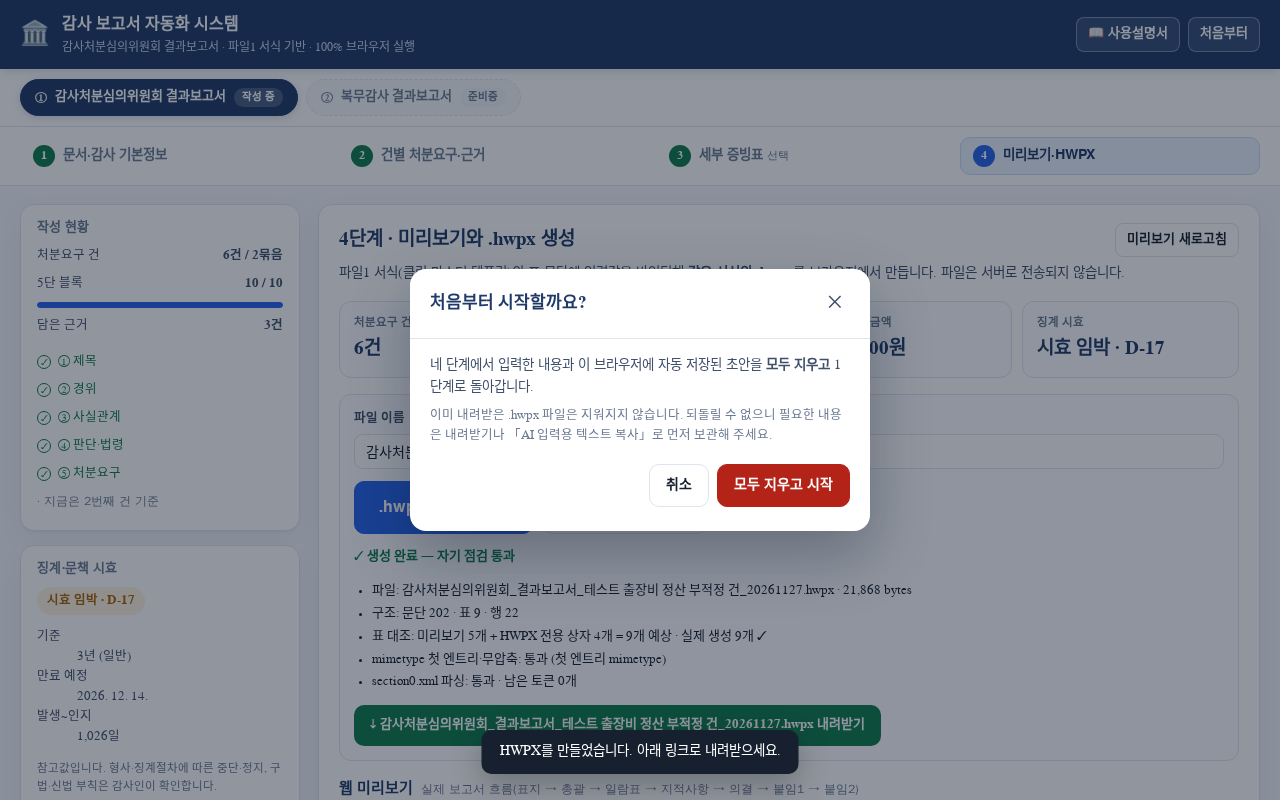 감사 보고서 자동화 시스템
감사처분심의위원회 결과보고서 · 파일1 서식 기반 · 100% 브라우저 실행
📖 사용설명서
처음부터
① 감사처분심의위원회 결과보고서 작성 중
② 복무감사 결과보고서 준비중
1 문서·감사 기본정보
2 건별 처분요구·근거
3 세부 증빙표 선택
4 미리보기·HWPX
작성 현황
처분요구 건 6건 / 2묶음
5단 블록 10 / 10
담은 근거 3건
✓ ① 제목
✓ ② 경위
✓ ③ 사실관계
✓ ④ 판단·법령
✓ ⑤ 처분요구
· 지금은 2번째 건 기준
징계·문책 시효
시효 임박 · D-17
기준
3년 (일반)
만료 예정
2026. 12. 14.
발생~인지
1,026일
참고값입니다. 형사·징계절차에 따른 중단·정지, 구
법·신법 부칙은 감사인이 확인합니다.
4단계 · 미리보기와 .hwpx 생성
미리보기 새로고침
파일1 서식(
에서 만듭니다. 파일은 서버로 전송되지 않습니다.
처분요구 건
6건
금액
00원
징계 시효
시효 임박 · D-17
파일 이름
감사처분
.hwp
처음부터 시작할까요?
네 단계에서 입력한 내용과 이 브라우저에 자동 저장된 초안을 모두 지우고 1
단계로 돌아갑니다.
이미 내려받은 .hwpx 파일은 지워지지 않습니다. 되돌릴 수 없으니 필요한 내용
은 내려받기나 「AI 입력용 텍스트 복사」로 먼저 보관해 주세요.
취소
모두 지우고 시작
✓ 생성 완료 — 자기 점검 통과
• 파일: 감사처분심의위원회_결과보고서_테스트 출장비 정산 부적정 건_20261127.hwpx · 21,868 bytes
• 구조: 문단 202 · 표 9 · 행 22
• 표 대조: 미리보기 5개 + HWPX 전용 상자 4개 = 9개 예상 · 실제 생성 9개 ✓
• mimetype 첫 엔트리·무압축: 통과 (첫 엔트리 mimetype)
• section0.xml 파싱: 통과 · 남은 토큰 0개
↓ 감사처분심의위원회_결과보고서_테스트 출장비 정산 부적정 건_20261127.hwpx 내려받기
HWPX를 만들었습니다. 아래 링크로 내려받으세요.
웹 미리보기 실제 보고서 흐름(표지 → 총괄 → 일람표 → 지적사항 → 의결 → 붙임1 → 붙임2)